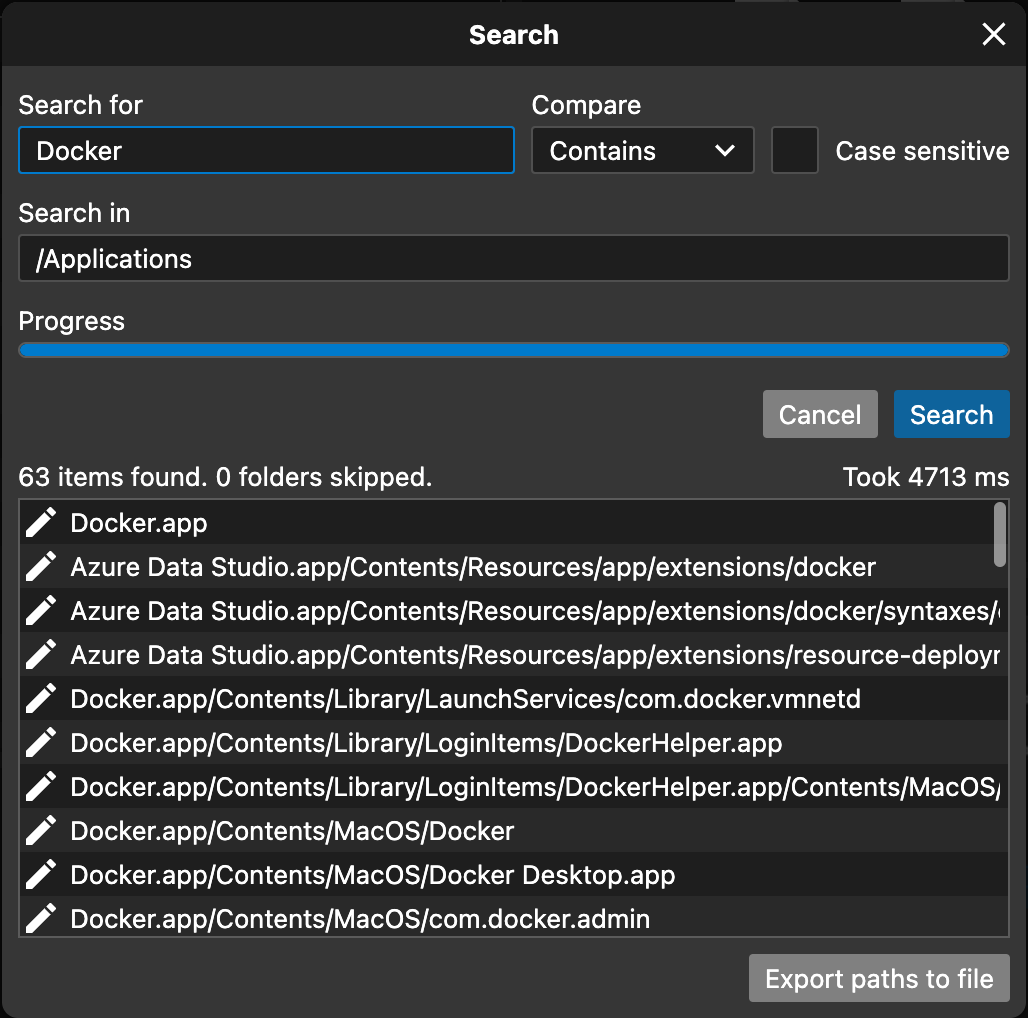 Search
Search for
Compare
Docker
Contains
Case sensitive
Search in
/Applications
Progress
Cancel
Search
63 items found. 0 folders skipped.
Took 4713 ms
Docker.app
Azure Data Studio.app/Contents/Resources/app/extensions/docker
Azure Data Studio.app/Contents/Resources/app/extensions/docker/syntaxes/
Azure Data Studio.app/Contents/Resources/app/extensions/
Docker.app/Contents/Library/LaunchServices/com.docker.vmnetd
Docker.app/Contents/Library/LoginItems/DockerHelper.app
Docker.app/Contents/Library/LoginItems/DockerHelper.app/Contents/MacOS/
Docker.app/Contents/MacOS/Docker
Docker.app/Contents/MacOS/Docker Desktop.app
Docker.app/Contents/MacOS/com.docker.admin
Export paths to file